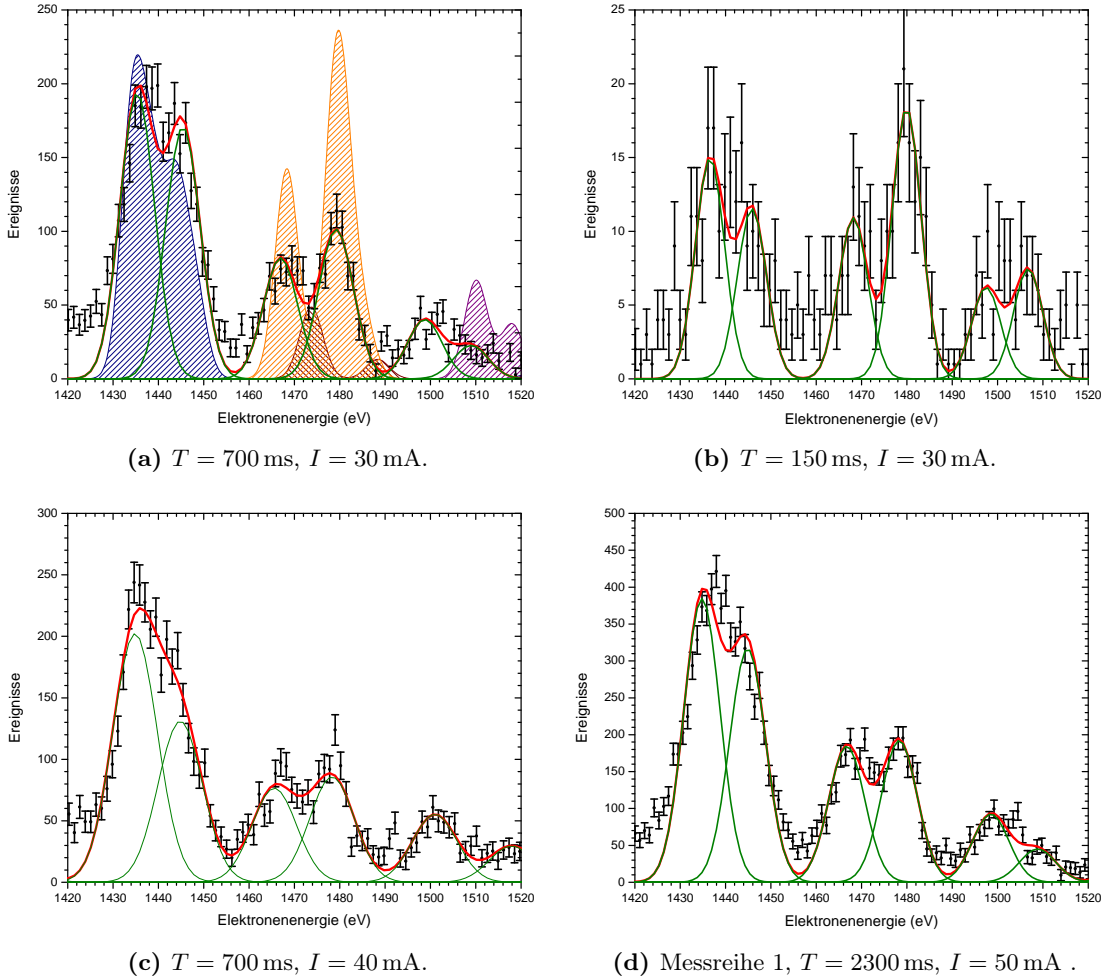 250
200
150
100
50
0
Ereignisse
1420 1430 1440 1450 1460 1470 1480 1490 1500 1510 1520
Elektronenenergie (eV)
(a) T = 700 ms, I = 30 mA.
25
20
15
10
5
0
Ereignisse
1420 1430 1440 1450 1460 1470 1480 1490 1500 1510 1520
Elektronenenergie (eV)
(b) T = 150 ms, I = 30 mA.
300
250
200
150
100
50
0
Ereignisse
1420 1430 1440 1450 1460 1470 1480 1490 1500 1510 1520
Elektronenenergie (eV)
(c) T = 700 ms, I = 40 mA.
500
450
400
350
300
250
200
150
100
50
0
Ereignisse
1420 1430 1440 1450 1460 1470 1480 1490 1500 1510 1520
Elektronenenergie (eV)
(d) Messreihe 1, T = 2300 ms, I = 50 mA .